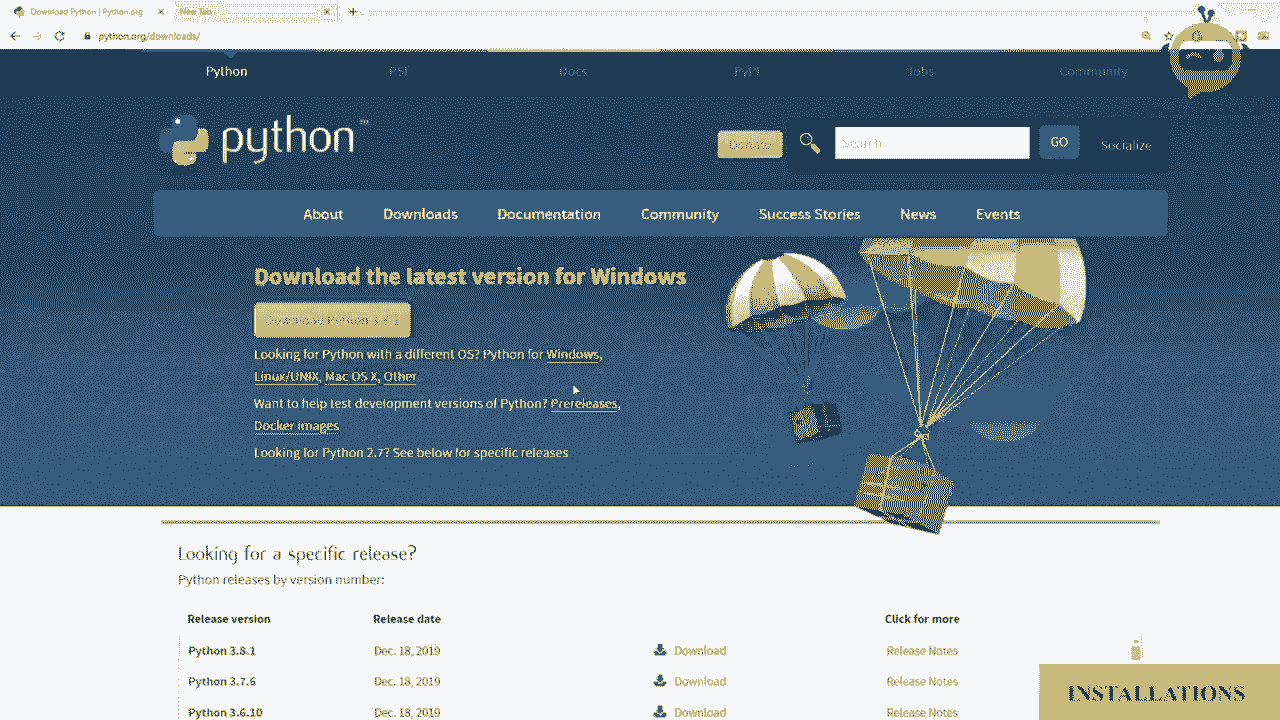 Download Python | Python.org
New Tab
python.org/downloads/
Python PSF Docs PyPI Jobs Community
python™
Donate Search GO Socialize
About Downloads Documentation Community Success Stories News Events
Download the latest version for Windows
Download Python
Looking for Python with a different OS? Python for Windows,
Linux/UNIX, Mac OS X, Other
Want to help test development versions of Python? Prereleases,
Docker images
Looking for Python 2.7? See below for specific releases
Looking for a specific release?
Python releases by version number:
Release version Release date Click for more
Python 3.8.1 Dec. 18, 2019 Download Release Notes
Python 3.7.6 Dec. 18, 2019 Download Release Notes
Python 3.6.10 Dec. 18, 2019 Download Release Notes
INSTALLATIONS